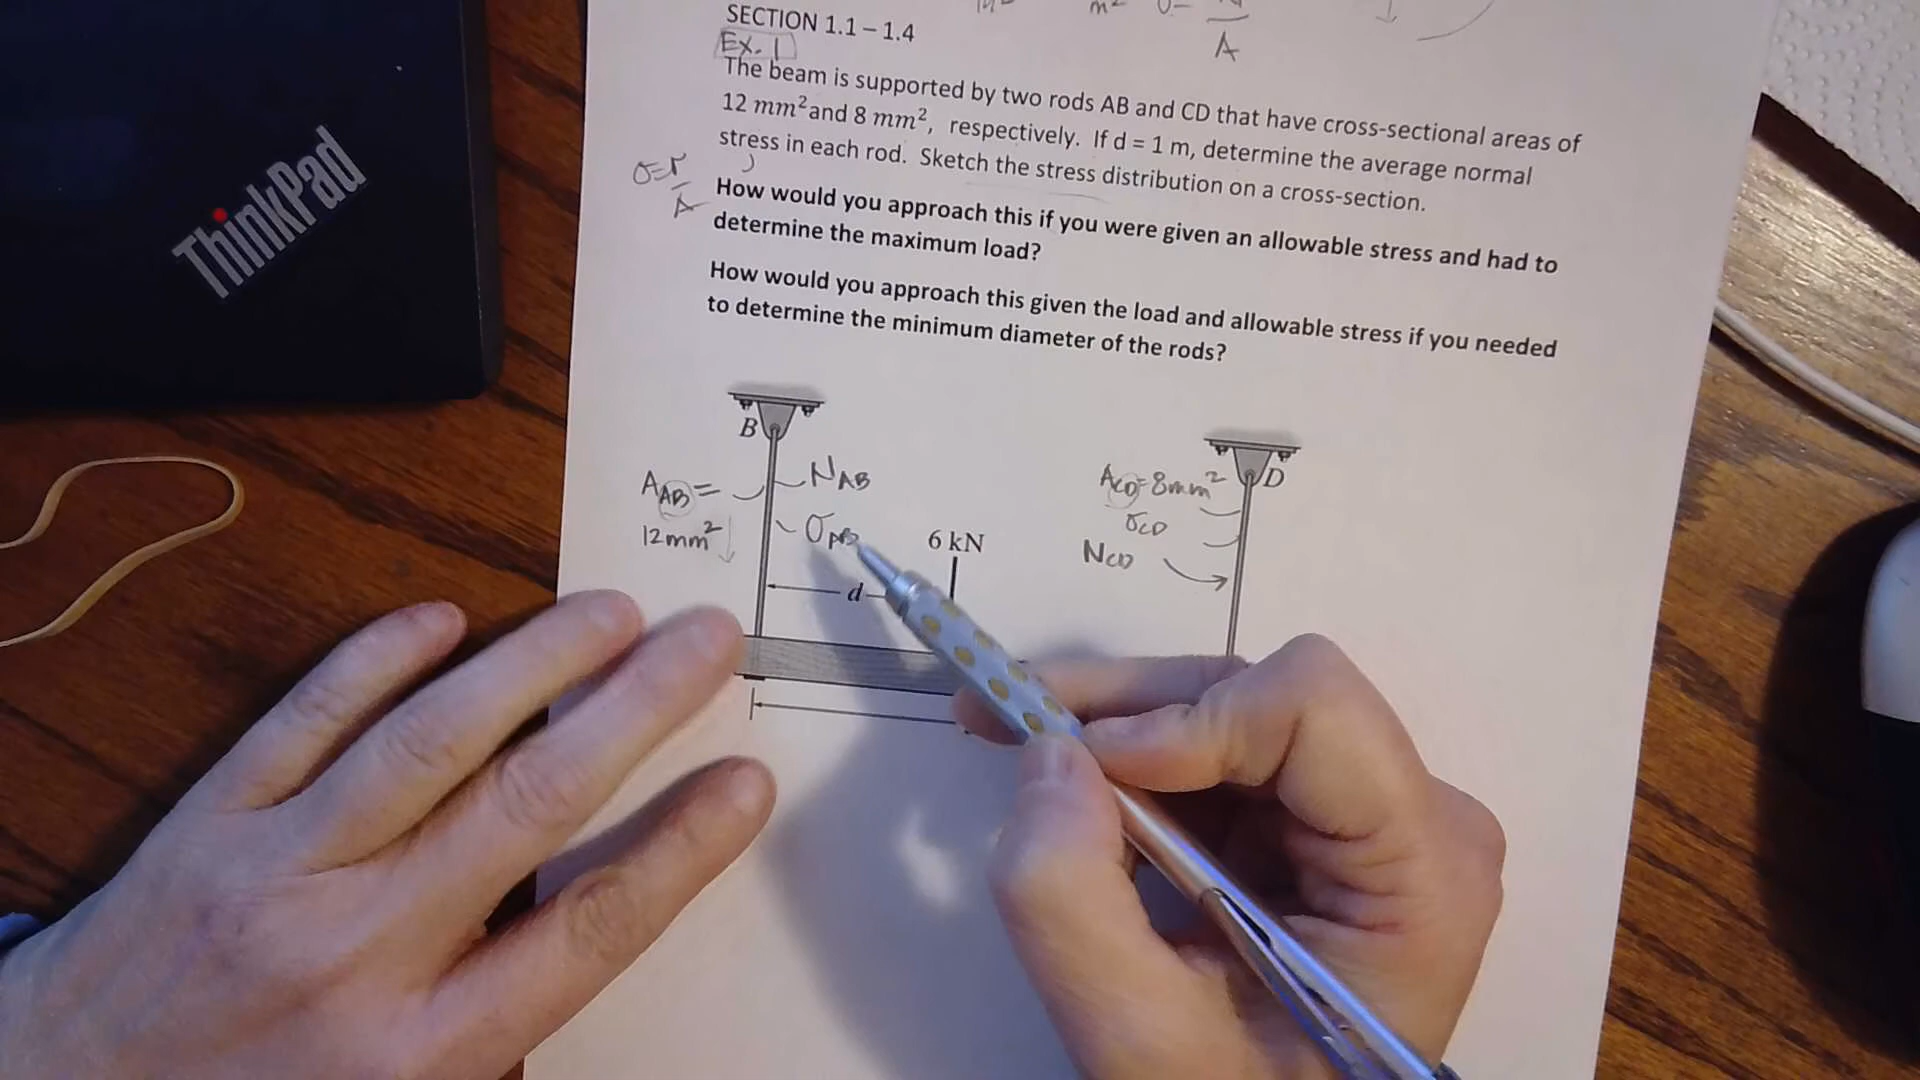 m²
A
SECTION 1.1 – 1.4
Ex. 1
The beam is supported by two rods AB and CD that have cross-sectional areas of
12 mm² and 8 mm², respectively. If d = 1 m, determine the average normal
stress in each rod. Sketch the stress distribution on a cross-section.
σ=
A
How would you approach this if you were given an allowable stress and had to
determine the maximum load?
How would you approach this given the load and allowable stress if you needed
to determine the minimum diameter of the rods?
ThinkPad
B
D
A_AB =
12mm²
N_AB
σ_AB
6 kN
d
A_CD=8mm²
σ_CD
N_CD